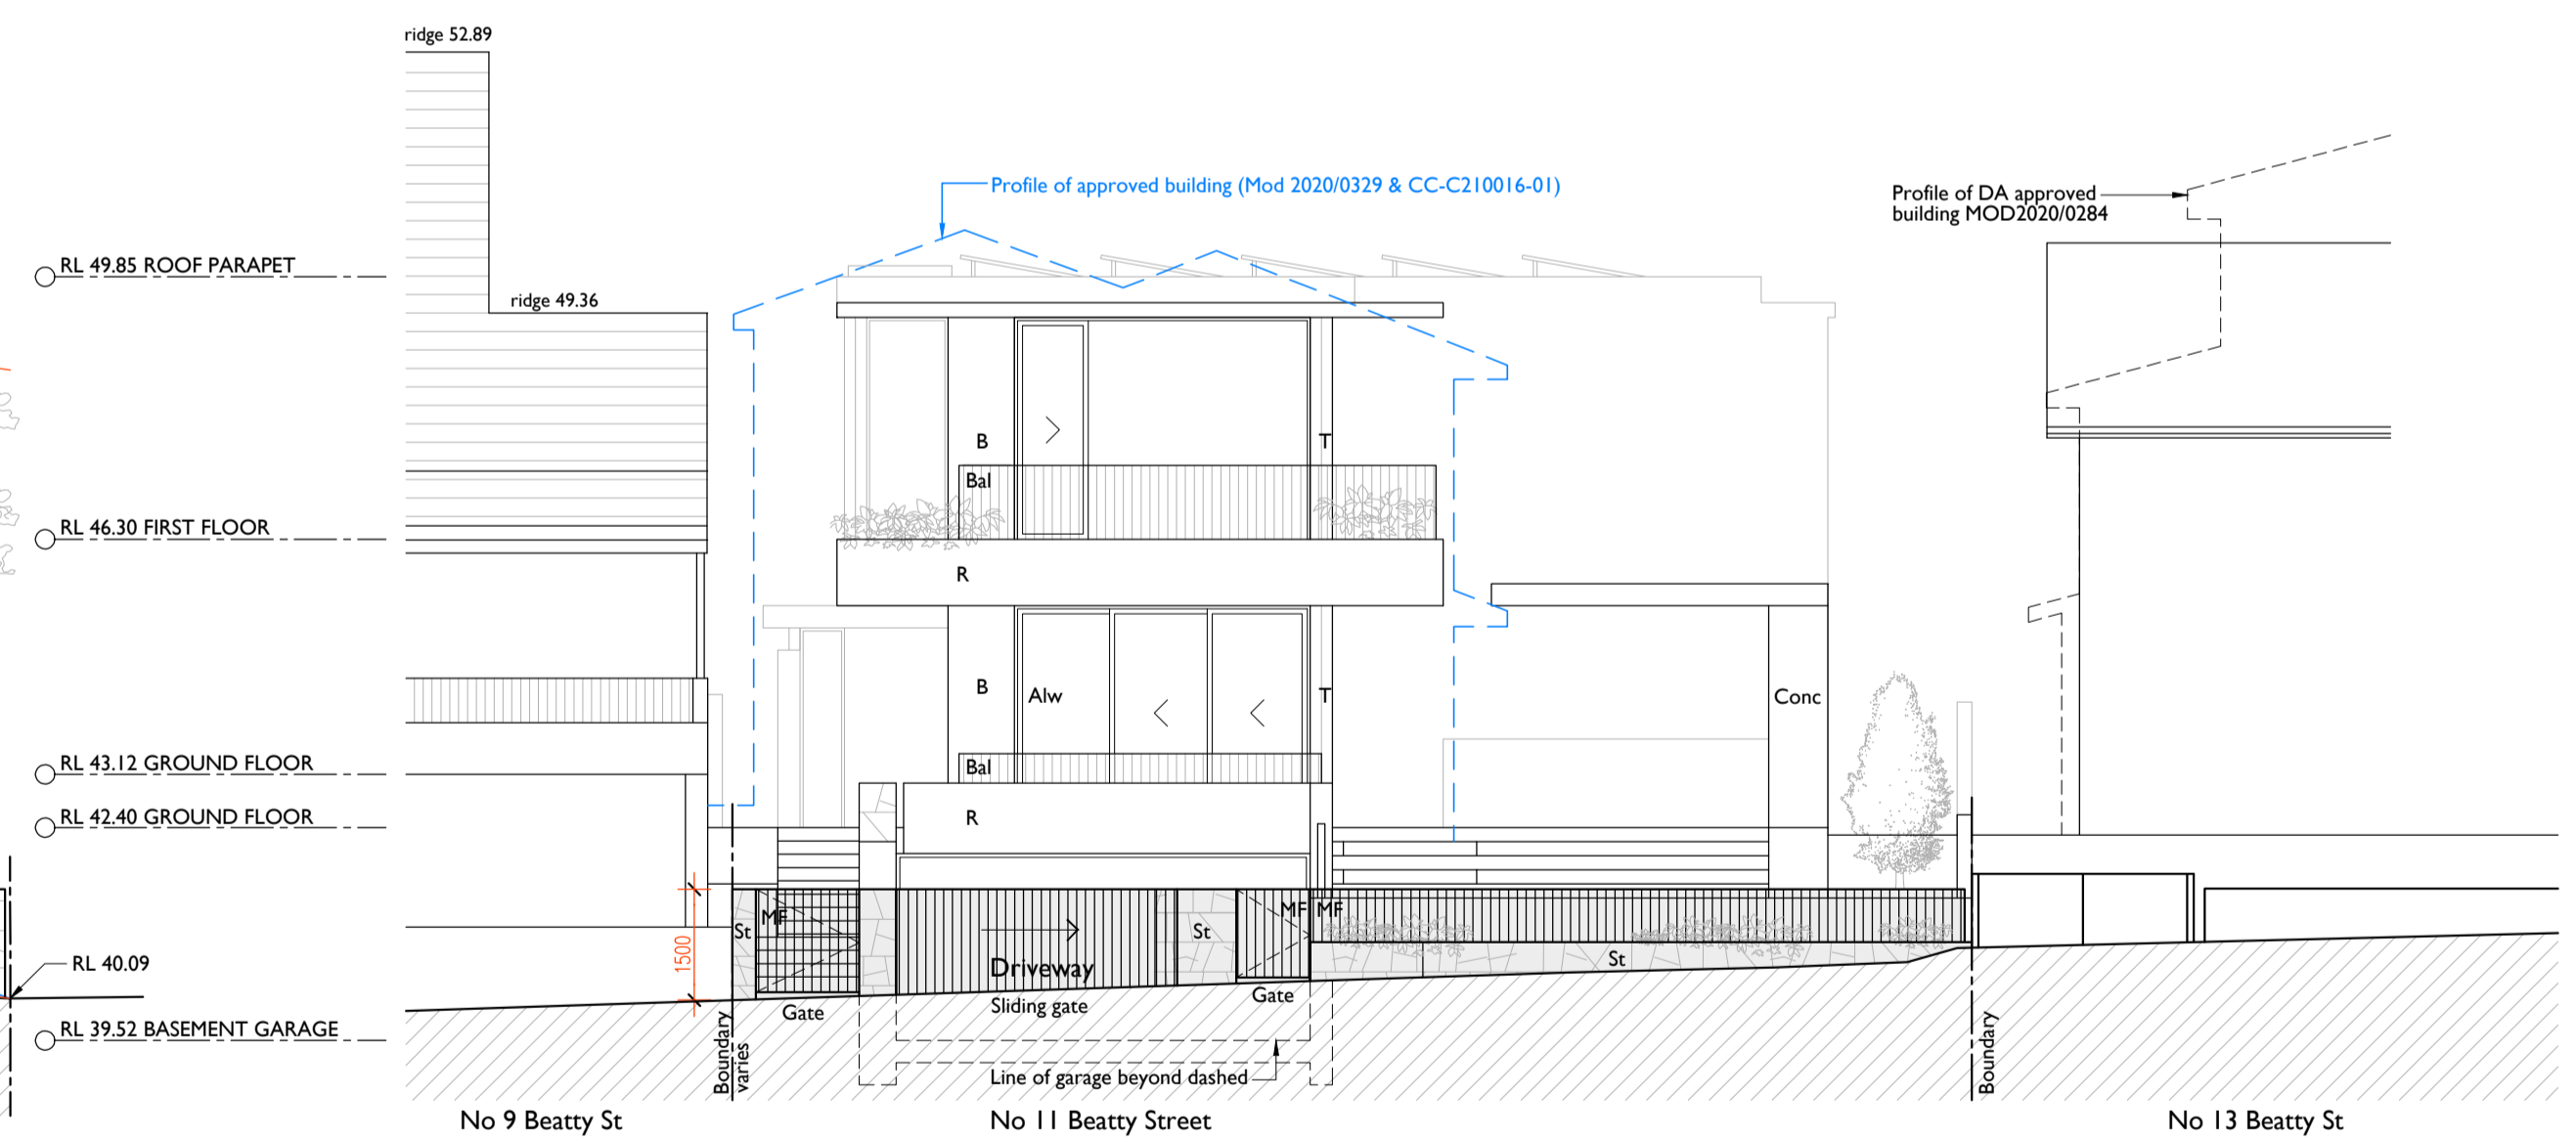 ridge 52.89
Profile of approved building (Mod 2020/0329 & CC-C210016-01)
Profile of DA approved
building MOD2020/0284
RL 49.85 ROOF PARAPET
ridge 49.36
B
T
Bal
RL 46.30 FIRST FLOOR
R
B
Alw
T
Conc
RL 43.12 GROUND FLOOR
Bal
RL 42.40 GROUND FLOOR
R
MF
MF
MF
St
St
1500
St
RL 40.09
Driveway
Gate
Sliding gate
Gate
RL 39.52 BASEMENT GARAGE
Boundary
varies
Line of garage beyond dashed
Boundary
No 9 Beatty St
No 11 Beatty Street
No 13 Beatty St